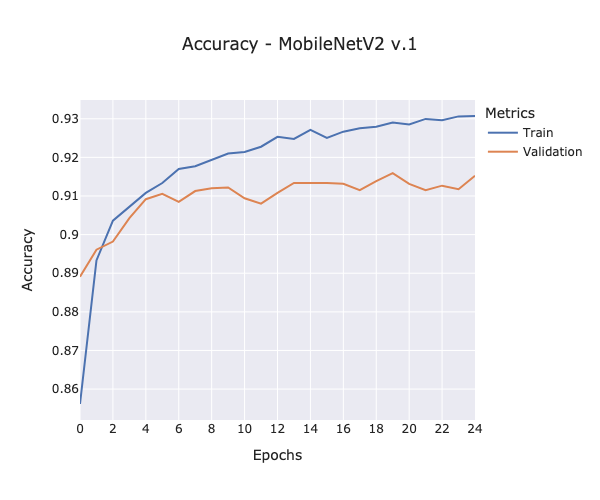 Accuracy - MobileNetV2 v.1
Metrics
Train
Validation
Accuracy
0.93
0.92
0.91
0.9
0.89
0.88
0.87
0.86
0 2 4 6 8 10 12 14 16 18 20 22 24
Epochs